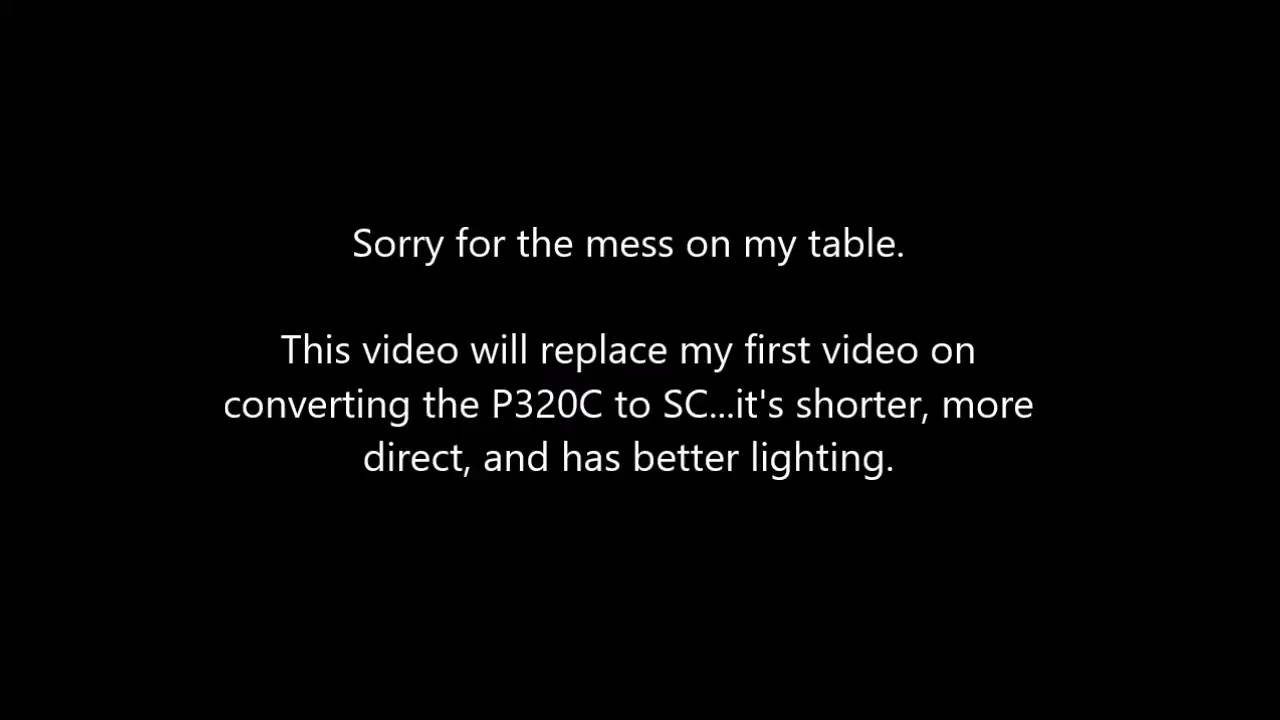 Sorry for the mess on my table.
This video will replace my first video on
converting the P320C to SC...it's shorter, more
direct, and has better lighting.